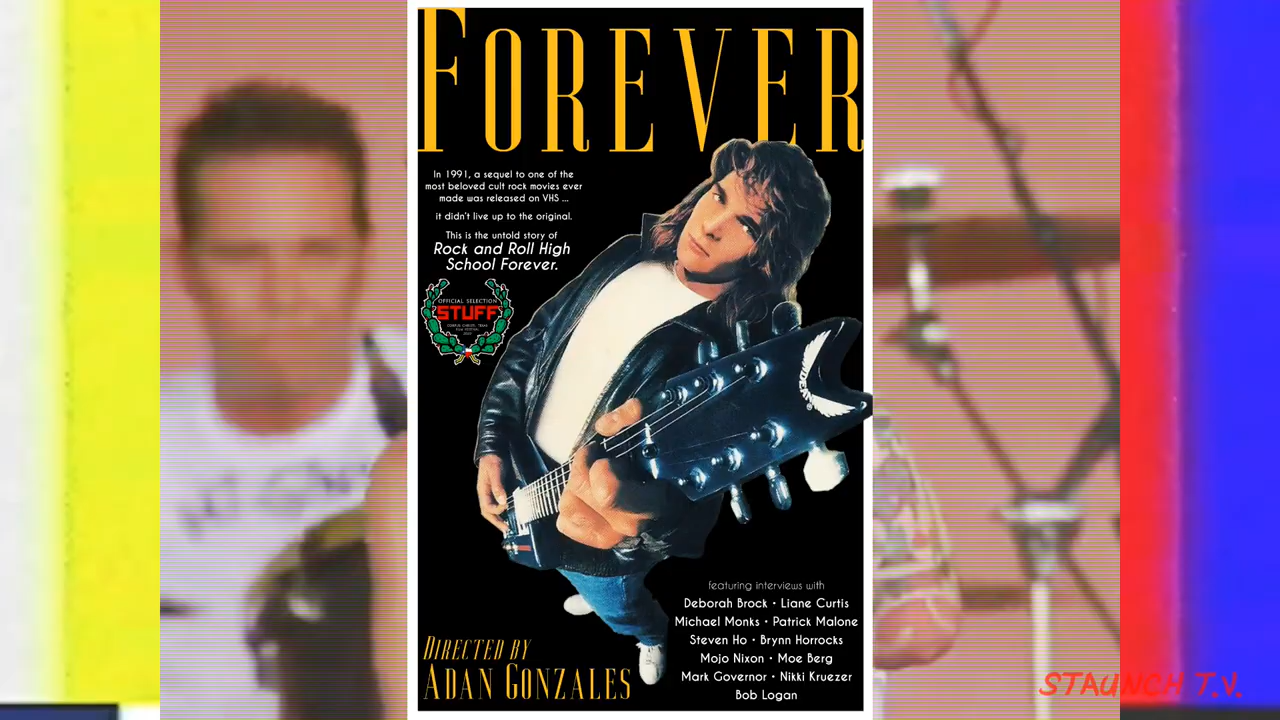 FOREVER
In 1991, a sequel to one of the
most beloved cult rock movies ever
made was released on VHS ...
it didn't live up to the original.
This is the untold story of
Rock and Roll High
School Forever.
OFFICIAL SELECTION
STUFF
featuring interviews with
Deborah Brock • Liane Curtis
Michael Monks • Patrick Malone
Steven Ho • Brynn Horrocks
Mojo Nixon • Moe Berg
Mark Governor • Nikki Kruezer
Bob Logan
DIRECTED BY
ADAN GONZALES
STAUNCH T.V.